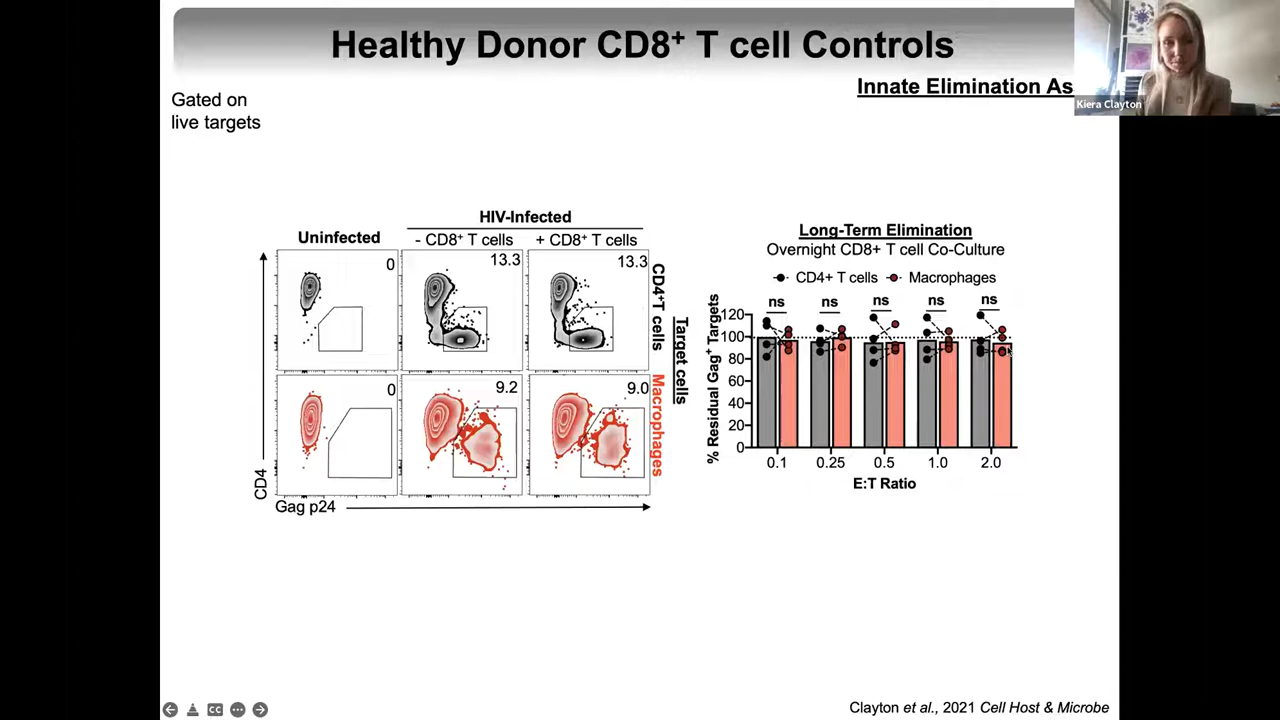 Healthy Donor CD8⁺ T cell Controls
Innate Elimination As
Kiera Clayton
Gated on
live targets
HIV-Infected
Uninfected
- CD8⁺ T cells
+ CD8⁺ T cells
0
13.3
13.3
CD4⁺T cells
0
9.2
9.0
Macrophages
Target cells
CD4
Gag p24
Long-Term Elimination
Overnight CD8+ T cell Co-Culture
CD4+ T cells
Macrophages
ns
ns
ns
ns
ns
% Residual Gag⁺ Targets
120
100
80
60
40
20
0
0.1
0.25
0.5
1.0
2.0
E:T Ratio
CC
Clayton et al., 2021 Cell Host & Microbe